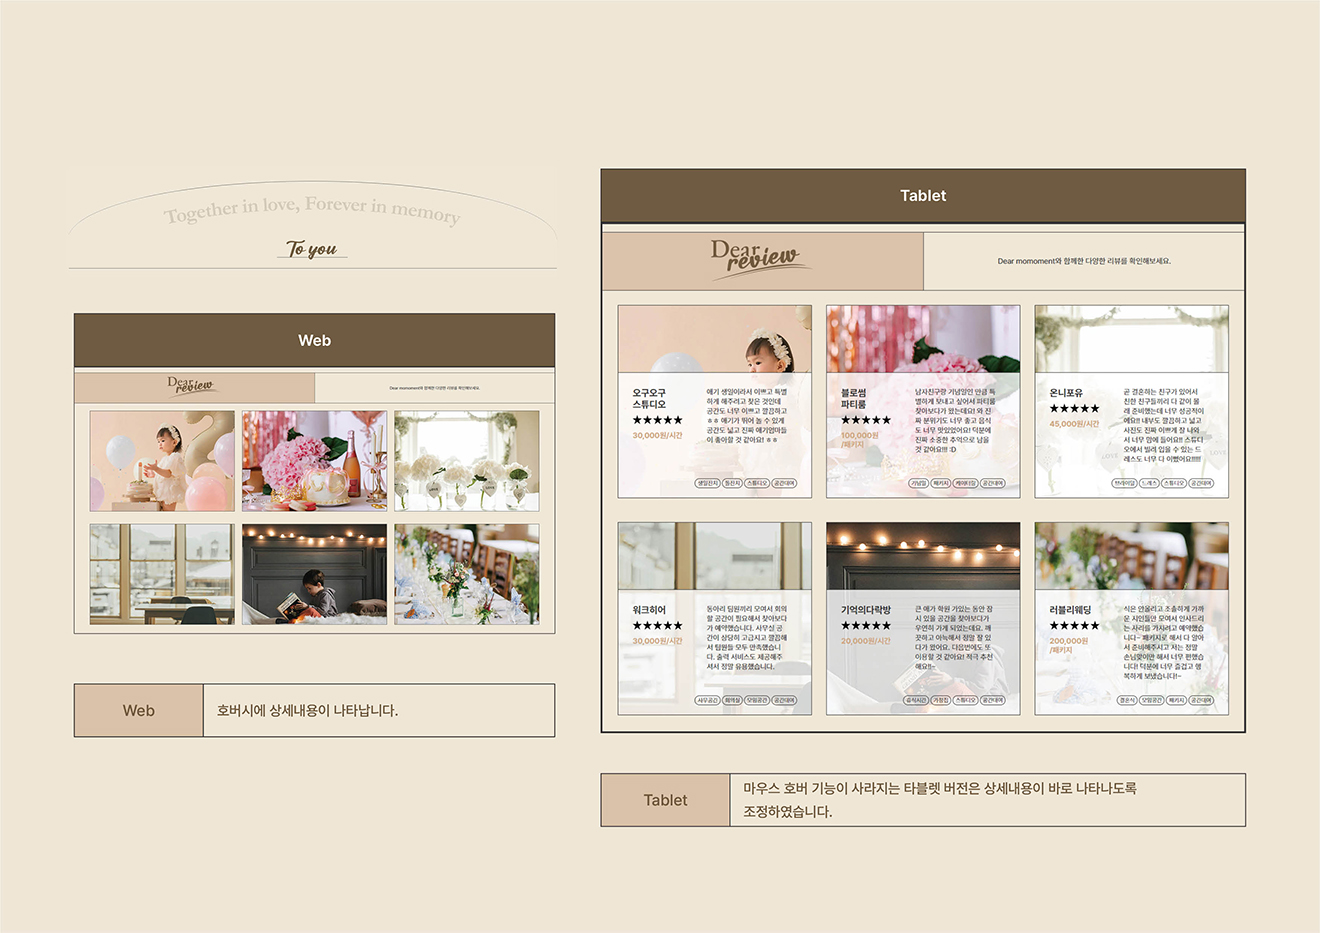 Together in love, Forever in memory
To you
Web
Dear
review
Dear momoment와 함께한 다양한 리뷰를 확인해보세요.
Web
호버시에 상세내용이 나타납니다.
Tablet
Dear
review
Dear momoment와 함께한 다양한 리뷰를 확인해보세요.
오구오구
스튜디오
★★★★★
30,000원/시간
애기 생일이라서 이쁘고 특별
하게 해주려고 찾은 것인데
공간도 너무 이쁘고 깔끔하고
ㅎㅎ 애기가 뛰어 놀 수 있게
공간도 넓고 진짜 애기엄마들
이 좋아할 것 같아요! ㅎㅎ
생일잔치 돌잔치 스튜디오 공간대여
블로썸
파티룸
★★★★★
100,000원
/패키지
남자친구랑 기념일인 만큼 특
별하게 보내고 싶어서 파티룸
찾아보다가 왔는데요! 와 진
짜 분위기도 너무 좋고 음식
도 너무 맛있었어요! 덕분에
진짜 소중한 추억으로 남을
것 같아요!!! :D
기념일 패키지 케이터링 공간대여
온니포유
★★★★★
45,000원/시간
곧 결혼하는 친구가 있어서
친한 친구들끼리 다 같이 몰
래 준비했는데 너무 성공적이
에요!! 내부도 깔끔하고 넓고
사진도 진짜 이쁘게 잘 나와
서 너무 맘에 들어요!! 스튜디
오에서 빌려 입을 수 있는 드
레스도 너무 다 이뻤어요!!!!!
브라이덜 드레스 스튜디오 공간대여
워크히어
★★★★★
30,000원/시간
동아리 팀원끼리 모여서 회의
할 공간이 필요해서 찾아보다
가 예약했습니다. 사무실 공
간이 상당히 고급지고 깔끔해
서 팀원들 모두 만족했습니
다. 출력 서비스도 제공해주
셔서 정말 유용했습니다.
사무공간 회의실 모임공간 공간대여
기억의다락방
★★★★★
20,000원/시간
큰 애가 학원 가있는 동안 잠
시 있을 공간을 찾아보다가
우연히 가게 되었는데요. 깨
끗하고 아늑해서 정말 잘 있
다가 왔어요. 다음번에도 또
이용할 것 같아요! 적극 추천
해요!!~
휴식시간 가정집 스튜디오 공간대여
러블리웨딩
★★★★★
200,000원
/패키지
식은 안올리고 조촐하게 가까
운 지인들만 모여서 인사드리
는 자리를 가지려고 예약했습
니다~ 패키지로 해서 다 알아
서 준비해주시고 저는 정말
손님맞이만 해서 너무 편했습
니다! 덕분에 너무 즐겁고 행
복하게 보냈습니다!~
결혼식 모임공간 패키지 공간대여
Tablet
마우스 호버 기능이 사라지는 타블렛 버전은 상세내용이 바로 나타나도록
조정하였습니다.